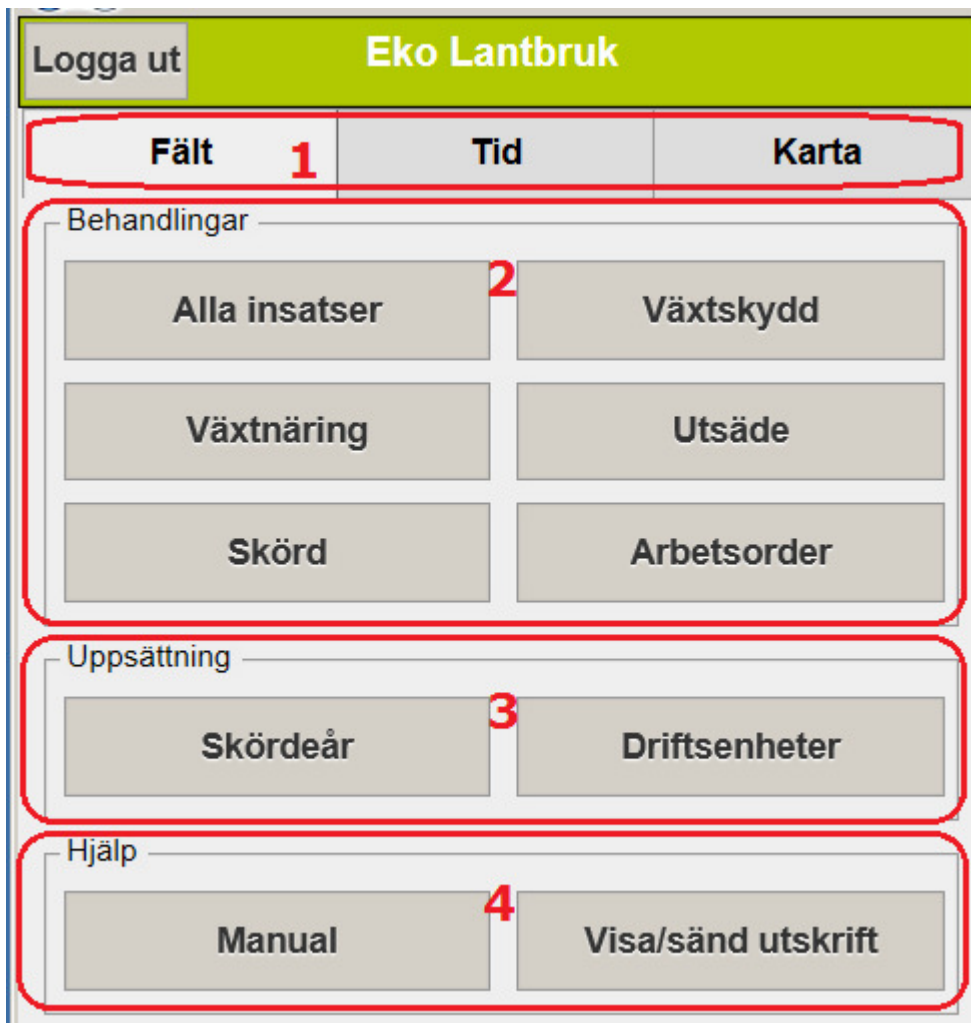 Logga ut Eko Lantbruk
Fält 1 Tid Karta
Behandlingar
2
Alla insatser Växtskydd
Växtnäring Utsäde
Skörd Arbetsorder
Uppsättning
3
Skördeår Driftsenheter
Hjälp
4
Manual Visa/sänd utskrift